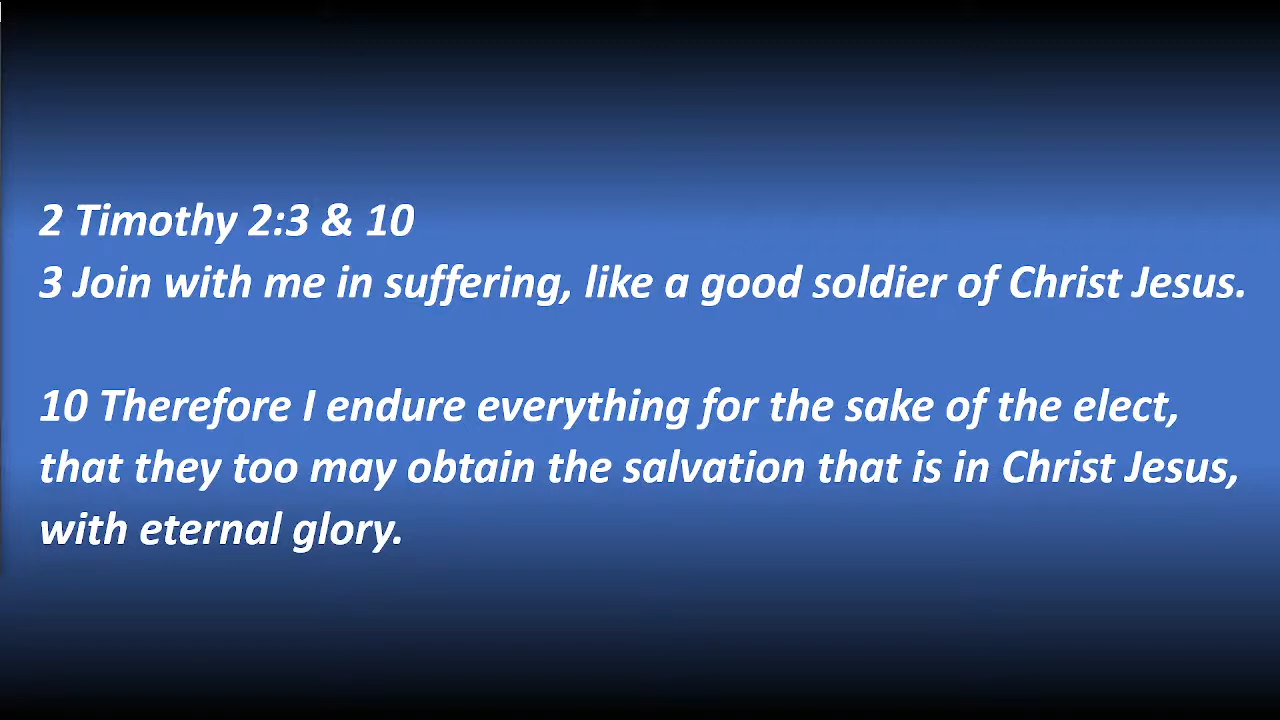 2 Timothy 2:3 & 10
3 Join with me in suffering, like a good soldier of Christ Jesus.
10 Therefore I endure everything for the sake of the elect,
that they too may obtain the salvation that is in Christ Jesus,
with eternal glory.